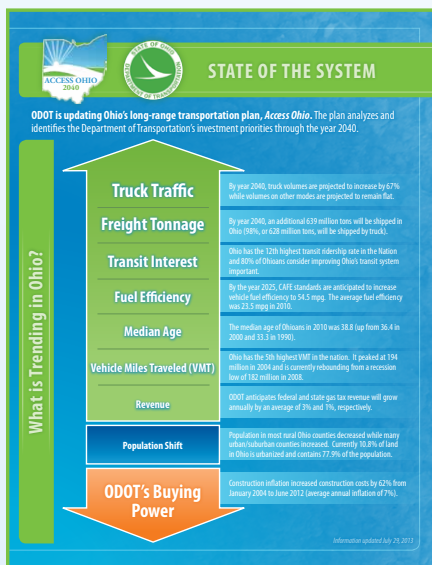 ACCESS OHIO
2040
STATE OF OHIO
DEPARTMENT OF TRANSPORTATION
STATE OF THE SYSTEM
ODOT is updating Ohio's long-range transportation plan, Access Ohio. The plan analyzes and
identifies the Department of Transportation's investment priorities through the year 2040.
What is Trending in Ohio?
Truck Traffic
By year 2040, truck volumes are projected to increase by 67%
while volumes on other modes are projected to remain flat.
Freight Tonnage
By year 2040, an additional 639 million tons will be shipped in
Ohio (98%, or 628 million tons, will be shipped by truck).
Transit Interest
Ohio has the 12th highest transit ridership rate in the Nation
and 80% of Ohioans consider improving Ohio's transit system
important.
Fuel Efficiency
By the year 2025, CAFE standards are anticipated to increase
vehicle fuel efficiency to 54.5 mpg. The average fuel efficiency
was 23.5 mpg in 2010.
Median Age
The median age of Ohioans in 2010 was 38.8 (up from 36.4 in
2000 and 33.3 in 1990).
Vehicle Miles Traveled (VMT)
Ohio has the 5th highest VMT in the nation. It peaked at 194
million in 2004 and is currently rebounding from a recession
low of 182 million in 2008.
Revenue
ODOT anticipates federal and state gas tax revenue will grow
annually by an average of 3% and 1%, respectively.
Population Shift
Population in most rural Ohio counties decreased while many
urban/suburban counties increased. Currently 10.8% of land
in Ohio is urbanized and contains 77.9% of the population.
ODOT's Buying
Power
Construction inflation increased construction costs by 62% from
January 2004 to June 2012 (average annual inflation of 7%).
Information updated July 29, 2013